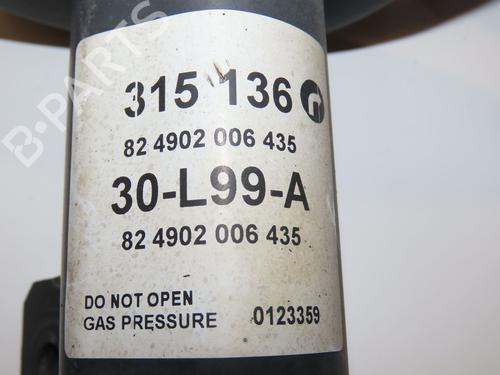 315 136
82 4902 006 435
30-L99-A
82 4902 006 435
DO NOT OPEN
GAS PRESSURE 0123359
B-PARTS